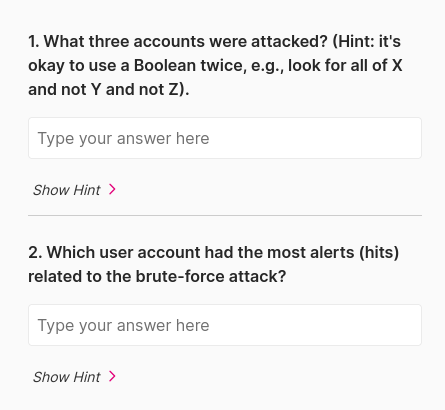 1. What three accounts were attacked? (Hint: it's
okay to use a Boolean twice, e.g., look for all of X
and not Y and not Z).
Type your answer here
Show Hint
2. Which user account had the most alerts (hits)
related to the brute-force attack?
Type your answer here
Show Hint